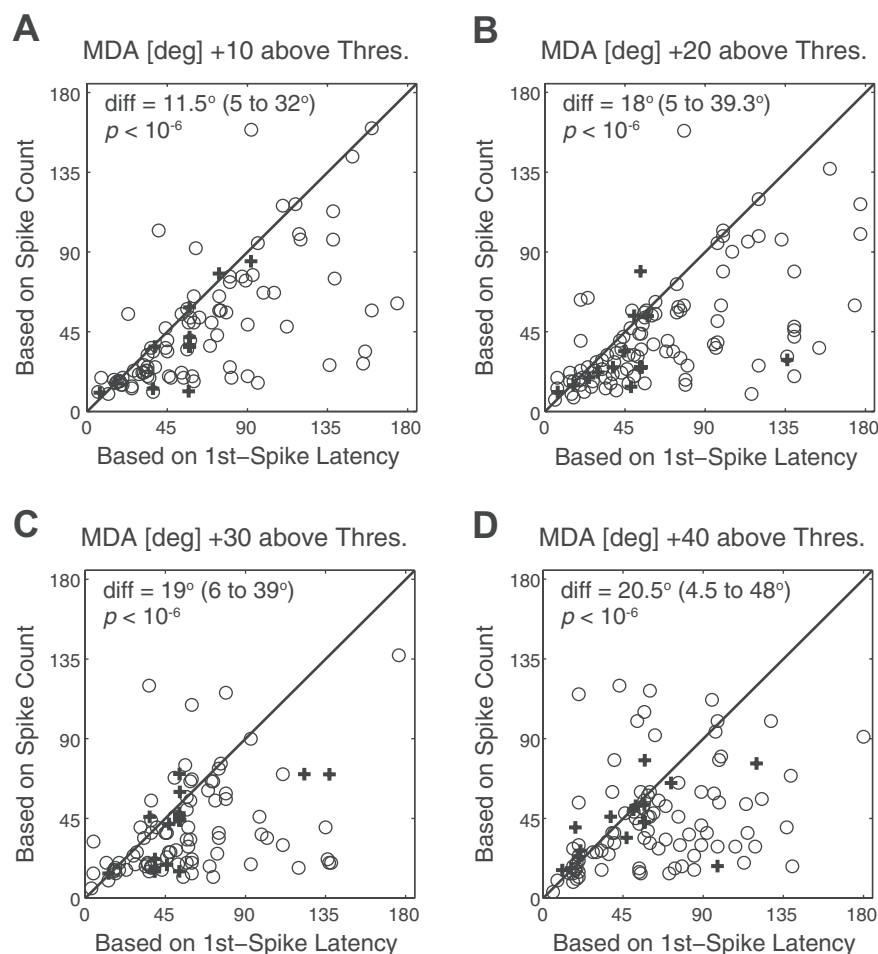 A
MDA [deg] +10 above Thres.
diff = 11.5° (5 to 32°)
p < 10⁻⁶
Based on Spike Count
180
135
90
45
0
0 45 90 135 180
Based on 1st–Spike Latency
B
MDA [deg] +20 above Thres.
diff = 18° (5 to 39.3°)
p < 10⁻⁶
Based on Spike Count
180
135
90
45
0
0 45 90 135 180
Based on 1st–Spike Latency
C
MDA [deg] +30 above Thres.
diff = 19° (6 to 39°)
p < 10⁻⁶
Based on Spike Count
180
135
90
45
0
0 45 90 135 180
Based on 1st–Spike Latency
D
MDA [deg] +40 above Thres.
diff = 20.5° (4.5 to 48°)
p < 10⁻⁶
Based on Spike Count
180
135
90
45
0
0 45 90 135 180
Based on 1st–Spike Latency